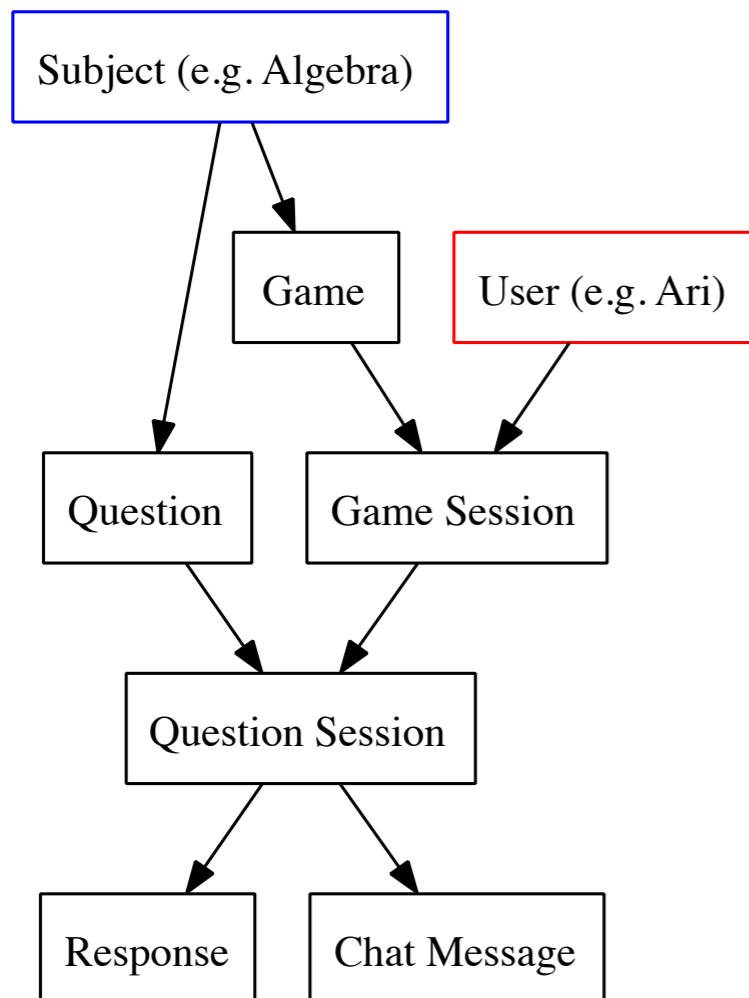 Subject (e.g. Algebra)
Game
User (e.g. Ari)
Question
Game Session
Question Session
Response
Chat Message